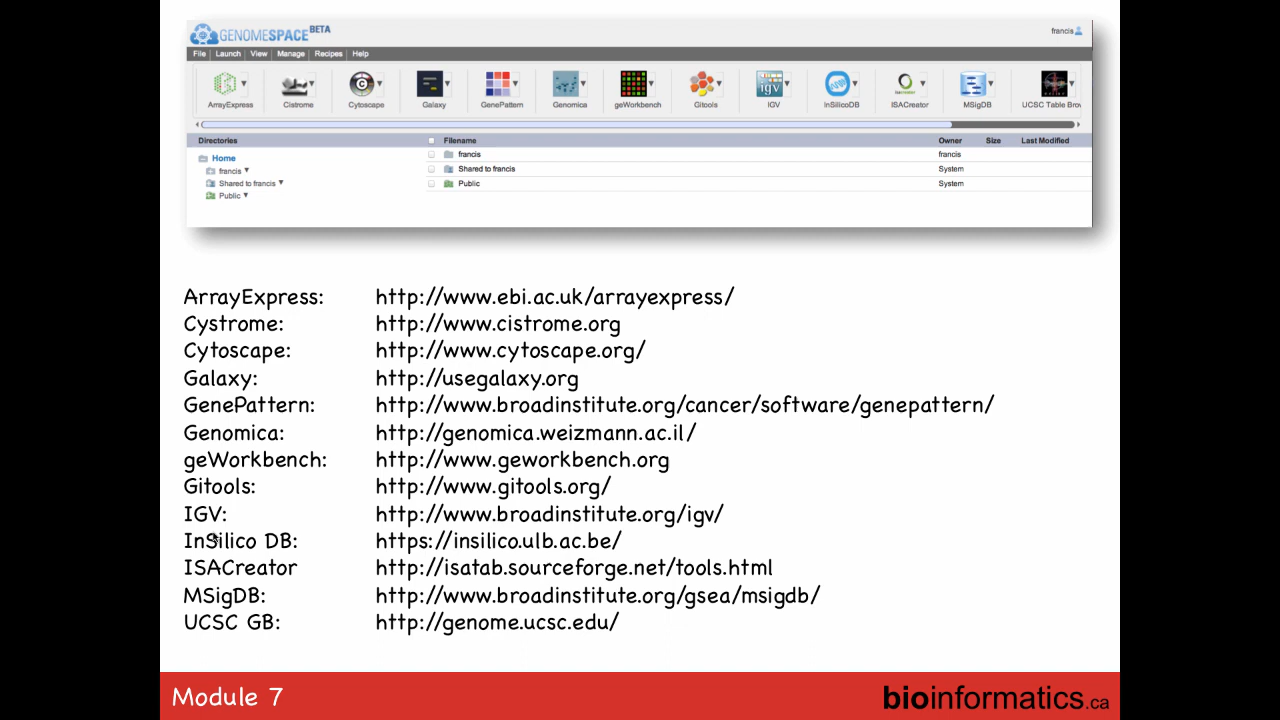 GENOMESPACE BETA
francis
File Launch View Manage Recipes Help
ArrayExpress Cistrome Cytoscape Galaxy GenePattern Genomica geWorkbench Gitools IGV InSilicoDB ISACreator MSigDB UCSC Table Brov
Directories Filename Owner Size Last Modified
Home francis francis
francis Shared to francis System
Shared to francis Public System
Public
ArrayExpress: http://www.ebi.ac.uk/arrayexpress/
Cystrome: http://www.cistrome.org
Cytoscape: http://www.cytoscape.org/
Galaxy: http://usegalaxy.org
GenePattern: http://www.broadinstitute.org/cancer/software/genepattern/
Genomica: http://genomica.weizmann.ac.il/
geWorkbench: http://www.geworkbench.org
Gitools: http://www.gitools.org/
IGV: http://www.broadinstitute.org/igv/
InSilico DB: https://insilico.ulb.ac.be/
ISACreator http://isatab.sourceforge.net/tools.html
MSigDB: http://www.broadinstitute.org/gsea/msigdb/
UCSC GB: http://genome.ucsc.edu/
Module 7 bioinformatics.ca